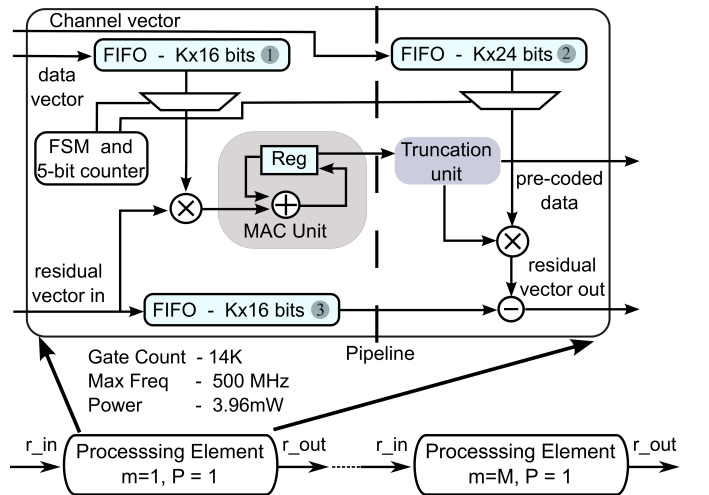 Channel vector
FIFO - Kx16 bits 1
FIFO - Kx24 bits 2
data
vector
FSM and
5-bit counter
Reg
Truncation
unit
pre-coded
data
MAC Unit
residual
vector in
residual
vector out
FIFO - Kx16 bits 3
Pipeline
Gate Count - 14K
Max Freq - 500 MHz
Power - 3.96mW
r_in
Processsing Element
m=1, P = 1
r_out
r_in
Processsing Element
m=M, P = 1
r_out